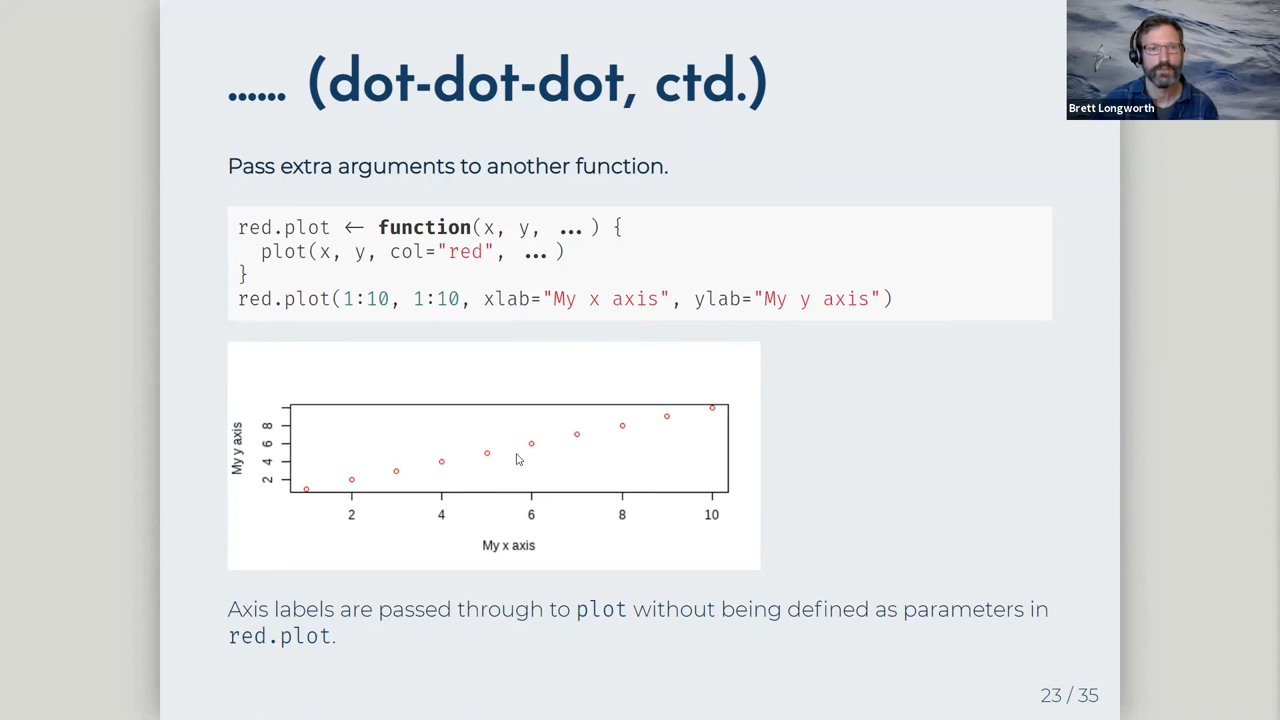 ...... (dot-dot-dot, ctd.)
Brett Longworth
Pass extra arguments to another function.
red.plot ← function(x, y, ...) {
  plot(x, y, col="red", ...)
}
red.plot(1:10, 1:10, xlab="My x axis", ylab="My y axis")
My y axis
8
6
4
2
2 4 6 8 10
My x axis
Axis labels are passed through to plot without being defined as parameters in
red.plot.
23 / 35